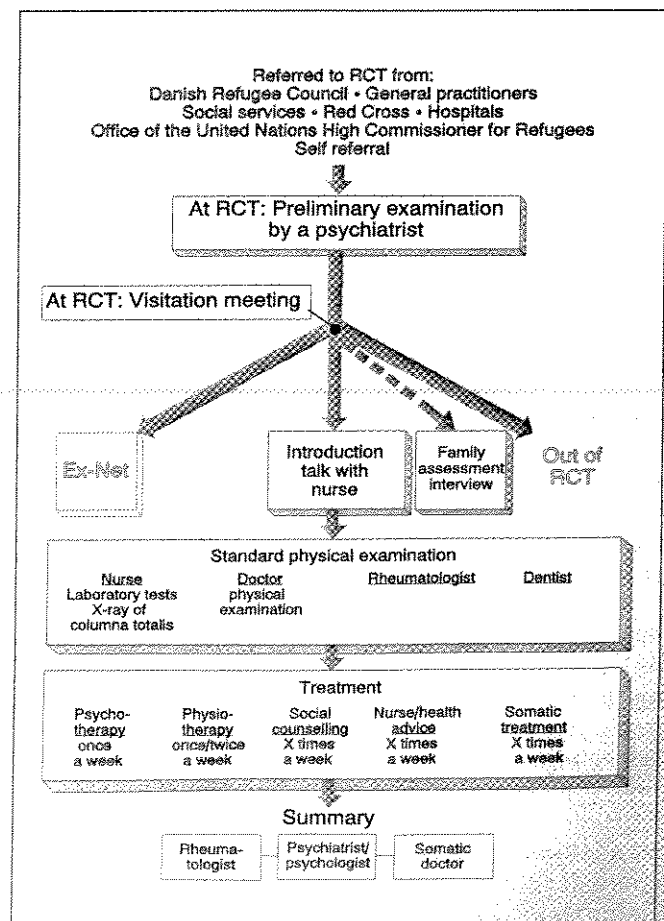 Referred to RCT from:
Danish Refugee Council • General practitioners
Social services • Red Cross • Hospitals
Office of the United Nations High Commissioner for Refugees
Self referral
At RCT: Preliminary examination
by a psychiatrist
At RCT: Visitation meeting
Ex-Net
Introduction
talk with
nurse
Family
assessment
interview
Out of
RCT
Standard physical examination
Nurse
Laboratory tests
X-ray of
columna totalis
Doctor
physical
examination
Rheumatologist
Dentist
Treatment
Psycho-
therapy
once
a week
Physio-
therapy
once/twice
a week
Social
counselling
X times
a week
Nurse/health
advice
X times
a week
Somatic
treatment
X times
a week
Summary
Rheuma-
tologist
Psychiatrist/
psychologist
Somatic
doctor